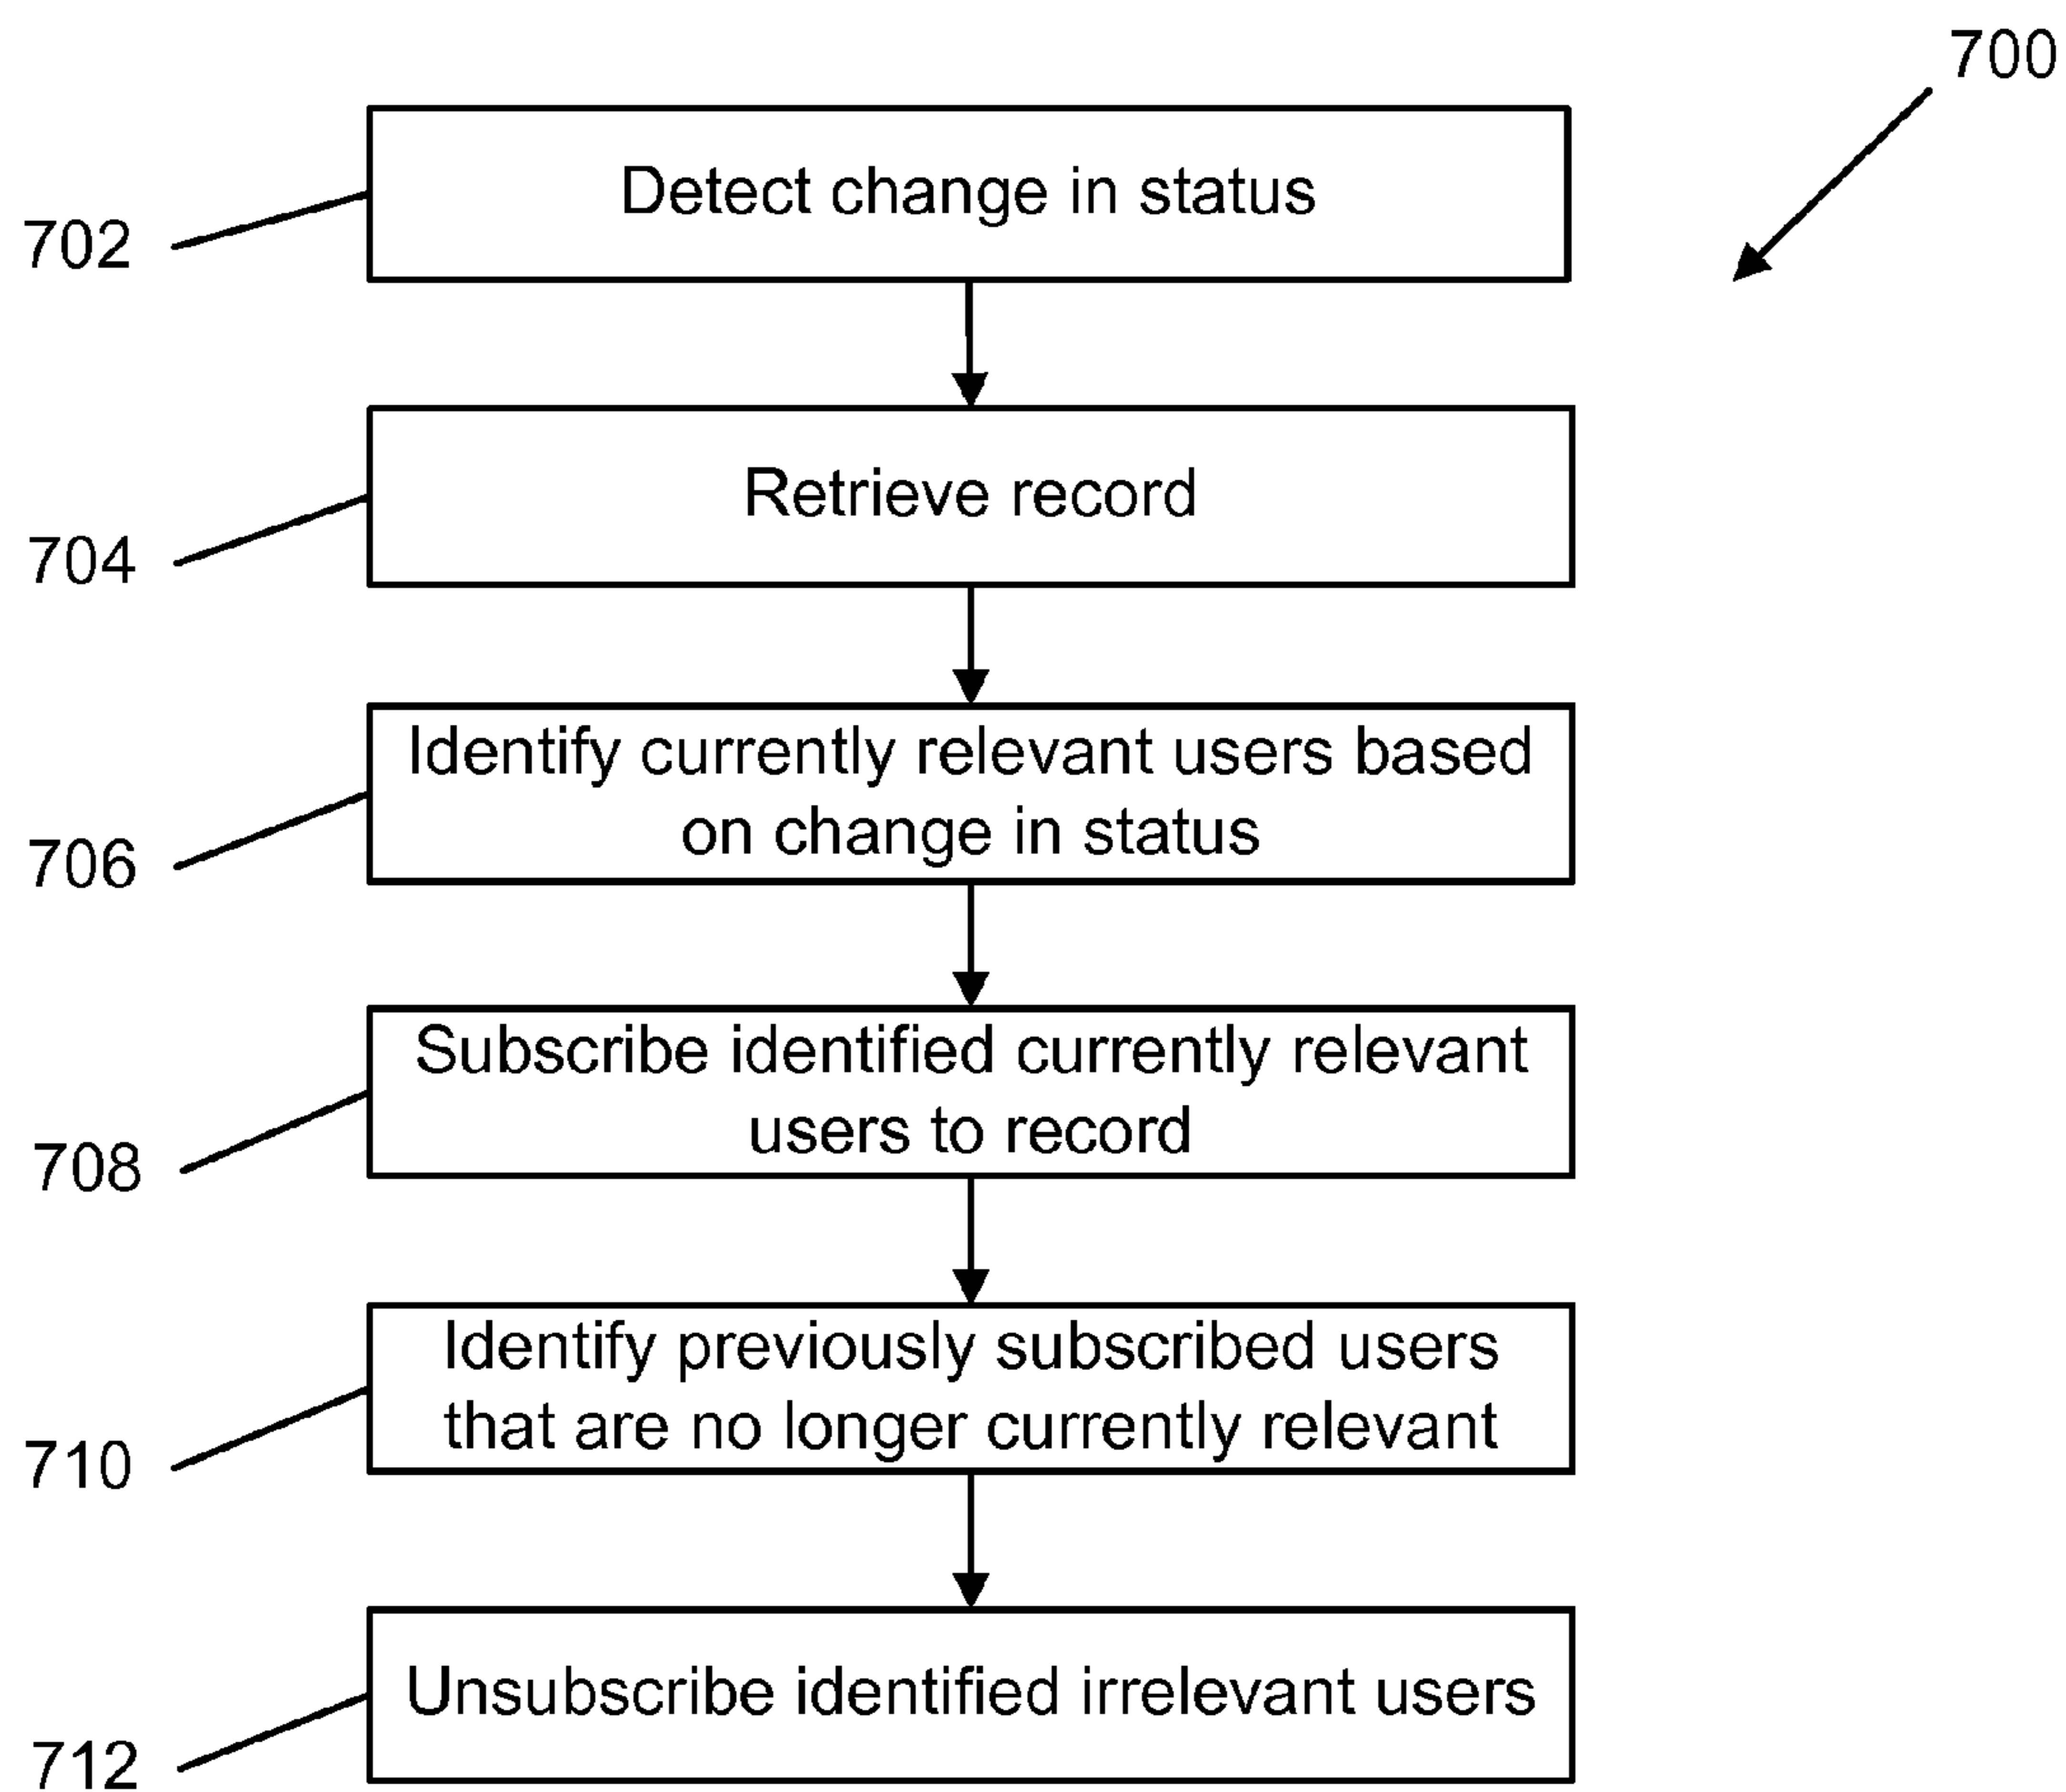 700
Detect change in status
702
Retrieve record
704
Identify currently relevant users based
on change in status
706
Subscribe identified currently relevant
users to record
708
Identify previously subscribed users
that are no longer currently relevant
710
Unsubscribe identified irrelevant users
712